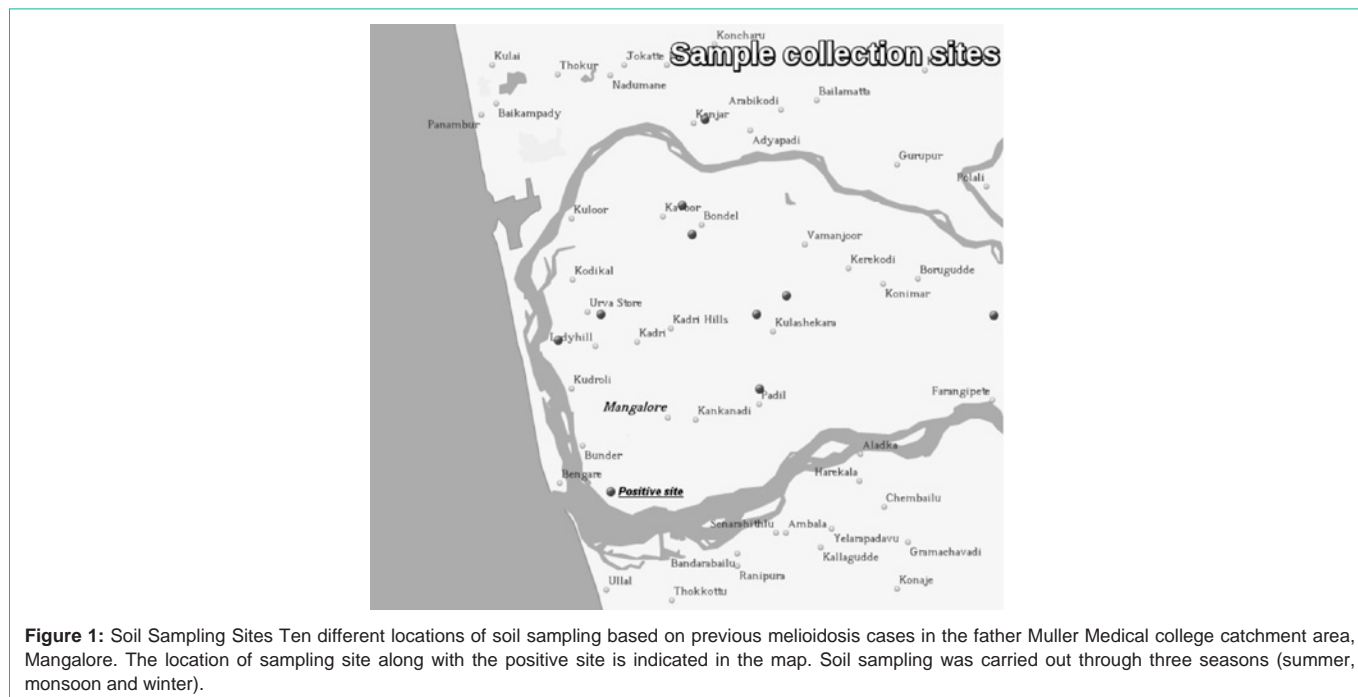 Koncharu
Sample collection sites
Kulai
Jokatte
Thokur
Nadumane
Bailamatta
Arabikodi
Baikampady
Panambur
Kanjar
Adyapadi
Gurupur
Polali
Kuloor
Bondel
Vamanjoor
Kerekodi
Borugudde
Kodikal
Konimar
Urva Store
Kadri Hills
Kulashekara
Kadri
Ladyhill
Kudroli
Padil
Farangipete
Mangalore
Kankanadi
Aladka
Bunder
Harekala
Bengare
Positive site
Chembailu
Senarshithlu
Ambala
Yelarapadavu
Kallagudde
Gramachavadi
Bandarabailu
Ranipura
Ullal
Konaje
Thokkottu
Figure 1: Soil Sampling Sites Ten different locations of soil sampling based on previous melioidosis cases in the father Muller Medical college catchment area,
Mangalore. The location of sampling site along with the positive site is indicated in the map. Soil sampling was carried out through three seasons (summer,
monsoon and winter).